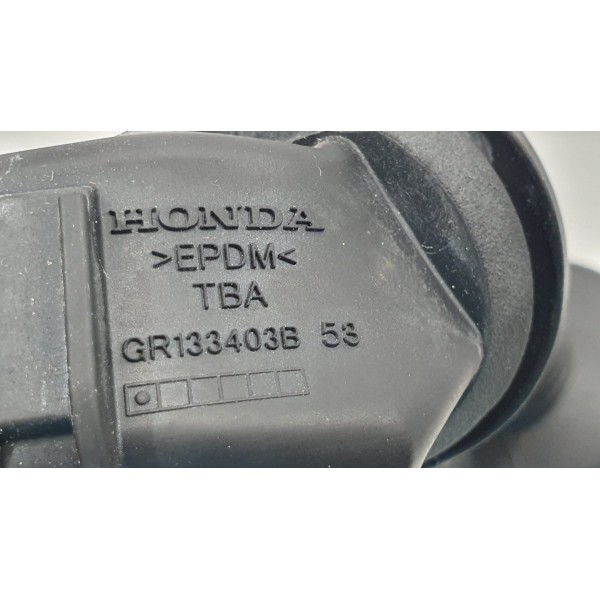 HONDA
>EPDM<
TBA
GR133403B 53